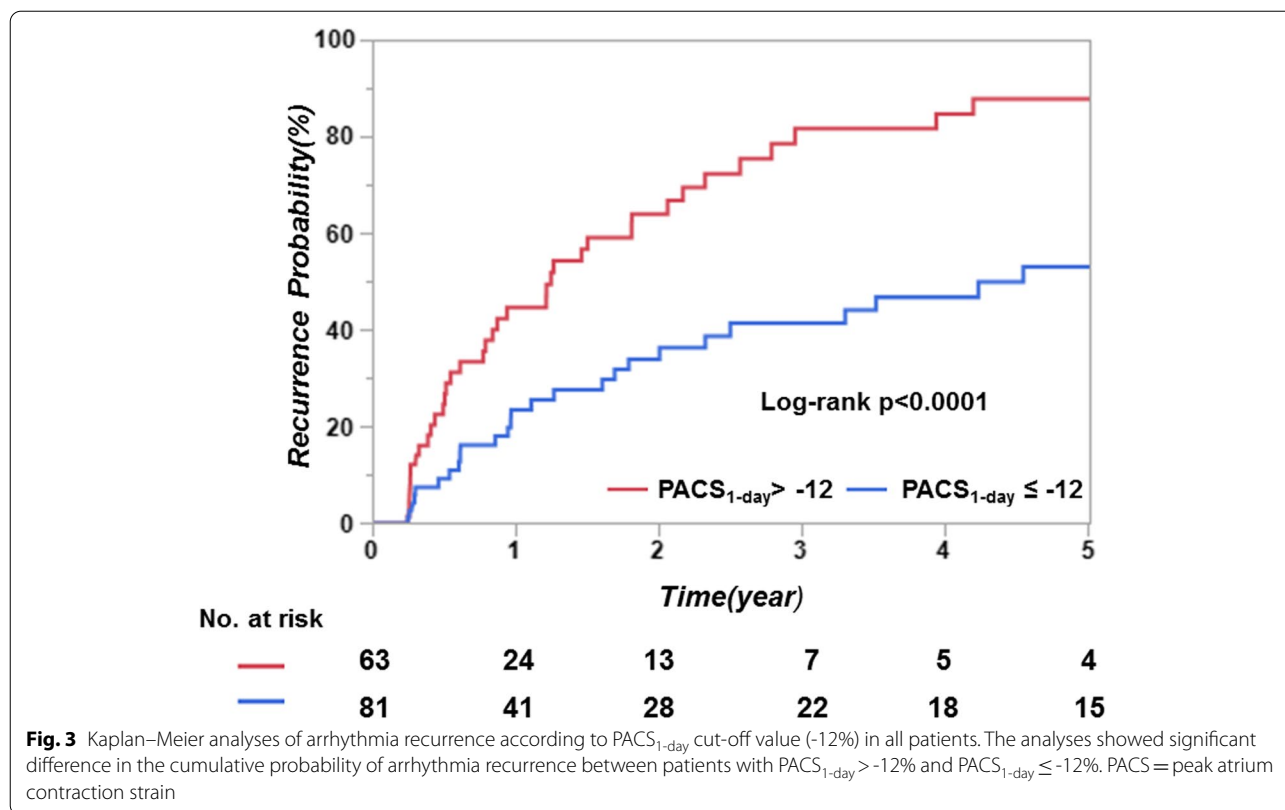 100
80
60
40
20
0
Recurrence Probability(%)
Log-rank p<0.0001
PACS1-day> -12 PACS1-day ≤ -12
0 1 2 3 4 5
Time(year)
No. at risk
63 24 13 7 5 4
81 41 28 22 18 15
Fig. 3 Kaplan–Meier analyses of arrhythmia recurrence according to PACS1-day cut-off value (-12%) in all patients. The analyses showed significant
difference in the cumulative probability of arrhythmia recurrence between patients with PACS1-day > -12% and PACS1-day ≤ -12%. PACS = peak atrium
contraction strain